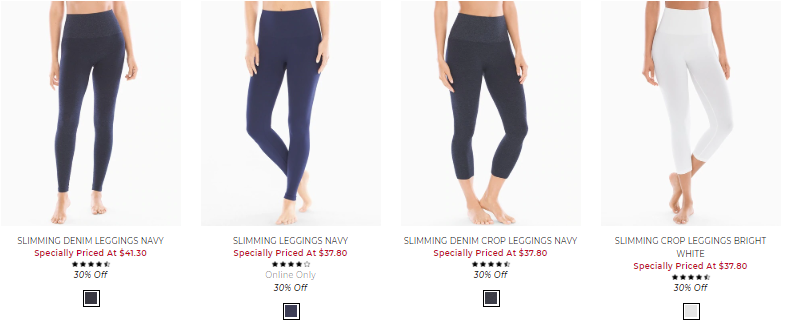 SLIMMING DENIM LEGGINGS NAVY
Specially Priced At $41.30
30% Off
SLIMMING LEGGINGS NAVY
Specially Priced At $37.80
Online Only
30% Off
SLIMMING DENIM CROP LEGGINGS NAVY
Specially Priced At $37.80
30% Off
SLIMMING CROP LEGGINGS BRIGHT
WHITE
Specially Priced At $37.80
30% Off